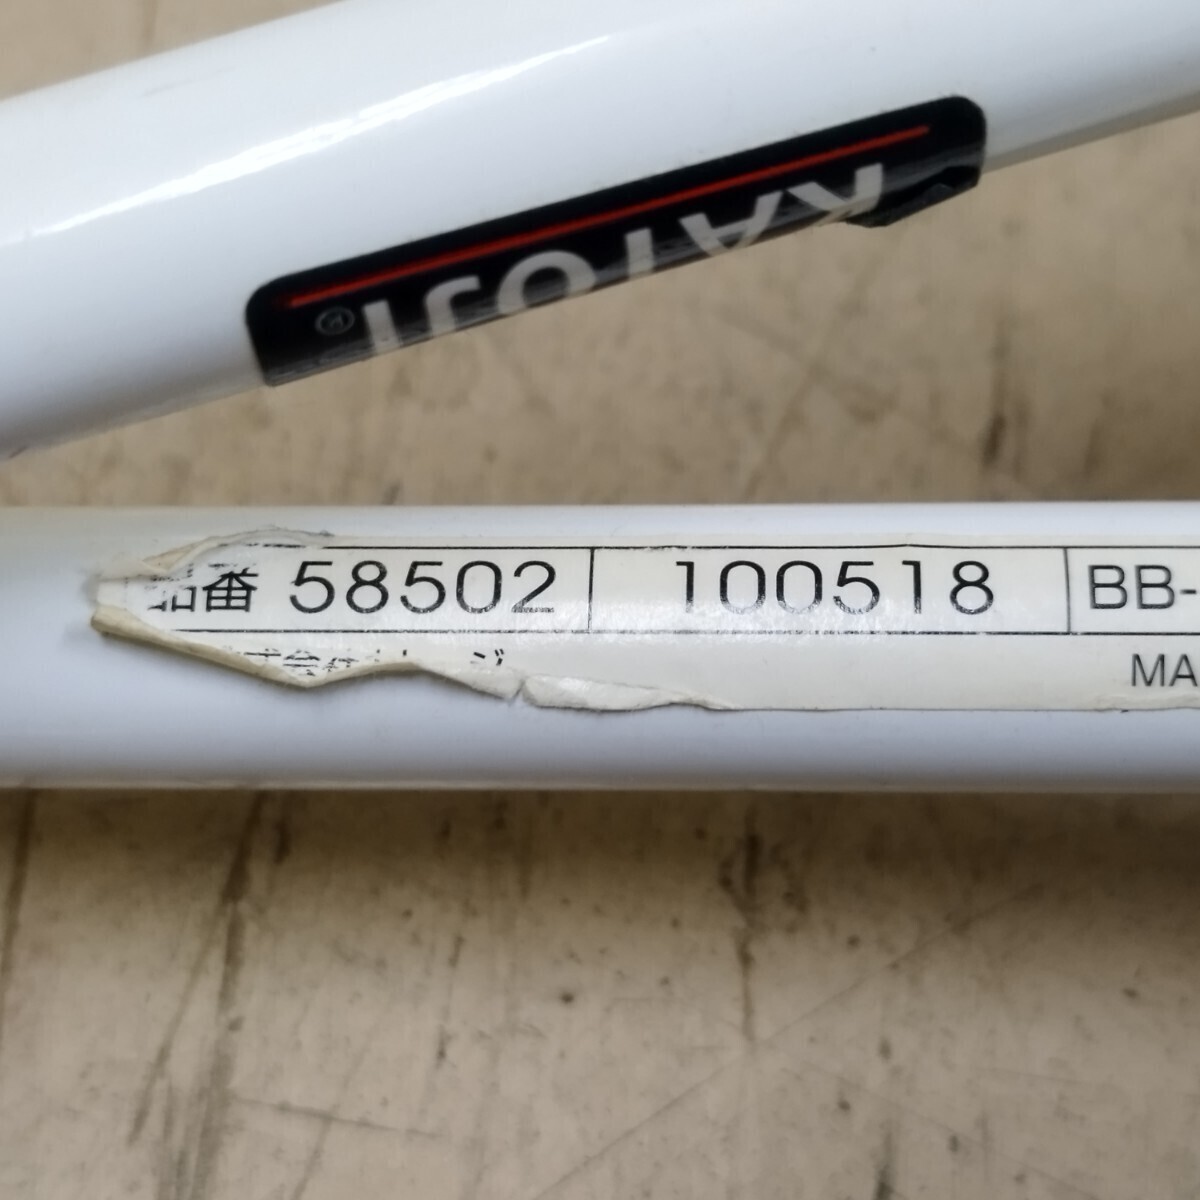 KATOJI®
品番 58502 100518 BB-
MA